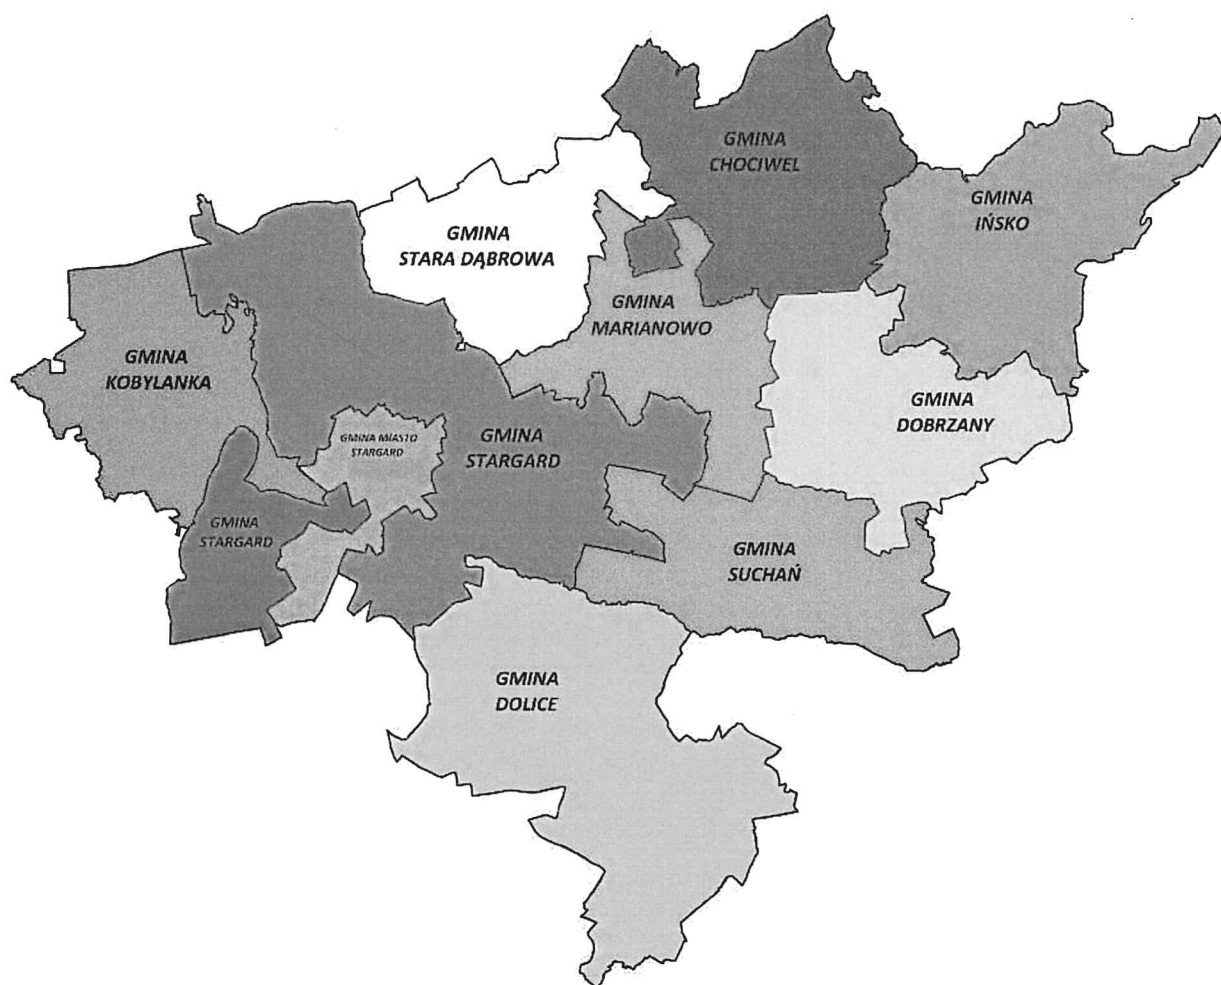 GMINA
CHOCIWEL
GMINA
IŃSKO
GMINA
STARA DĄBROWA
GMINA
MARIANOWO
GMINA
KOBYLANKA
GMINA
DOBRZANY
GMINA MIASTO
STARGARD
GMINA
STARGARD
GMINA
STARGARD
GMINA
SUCHAŃ
GMINA
DOLICE